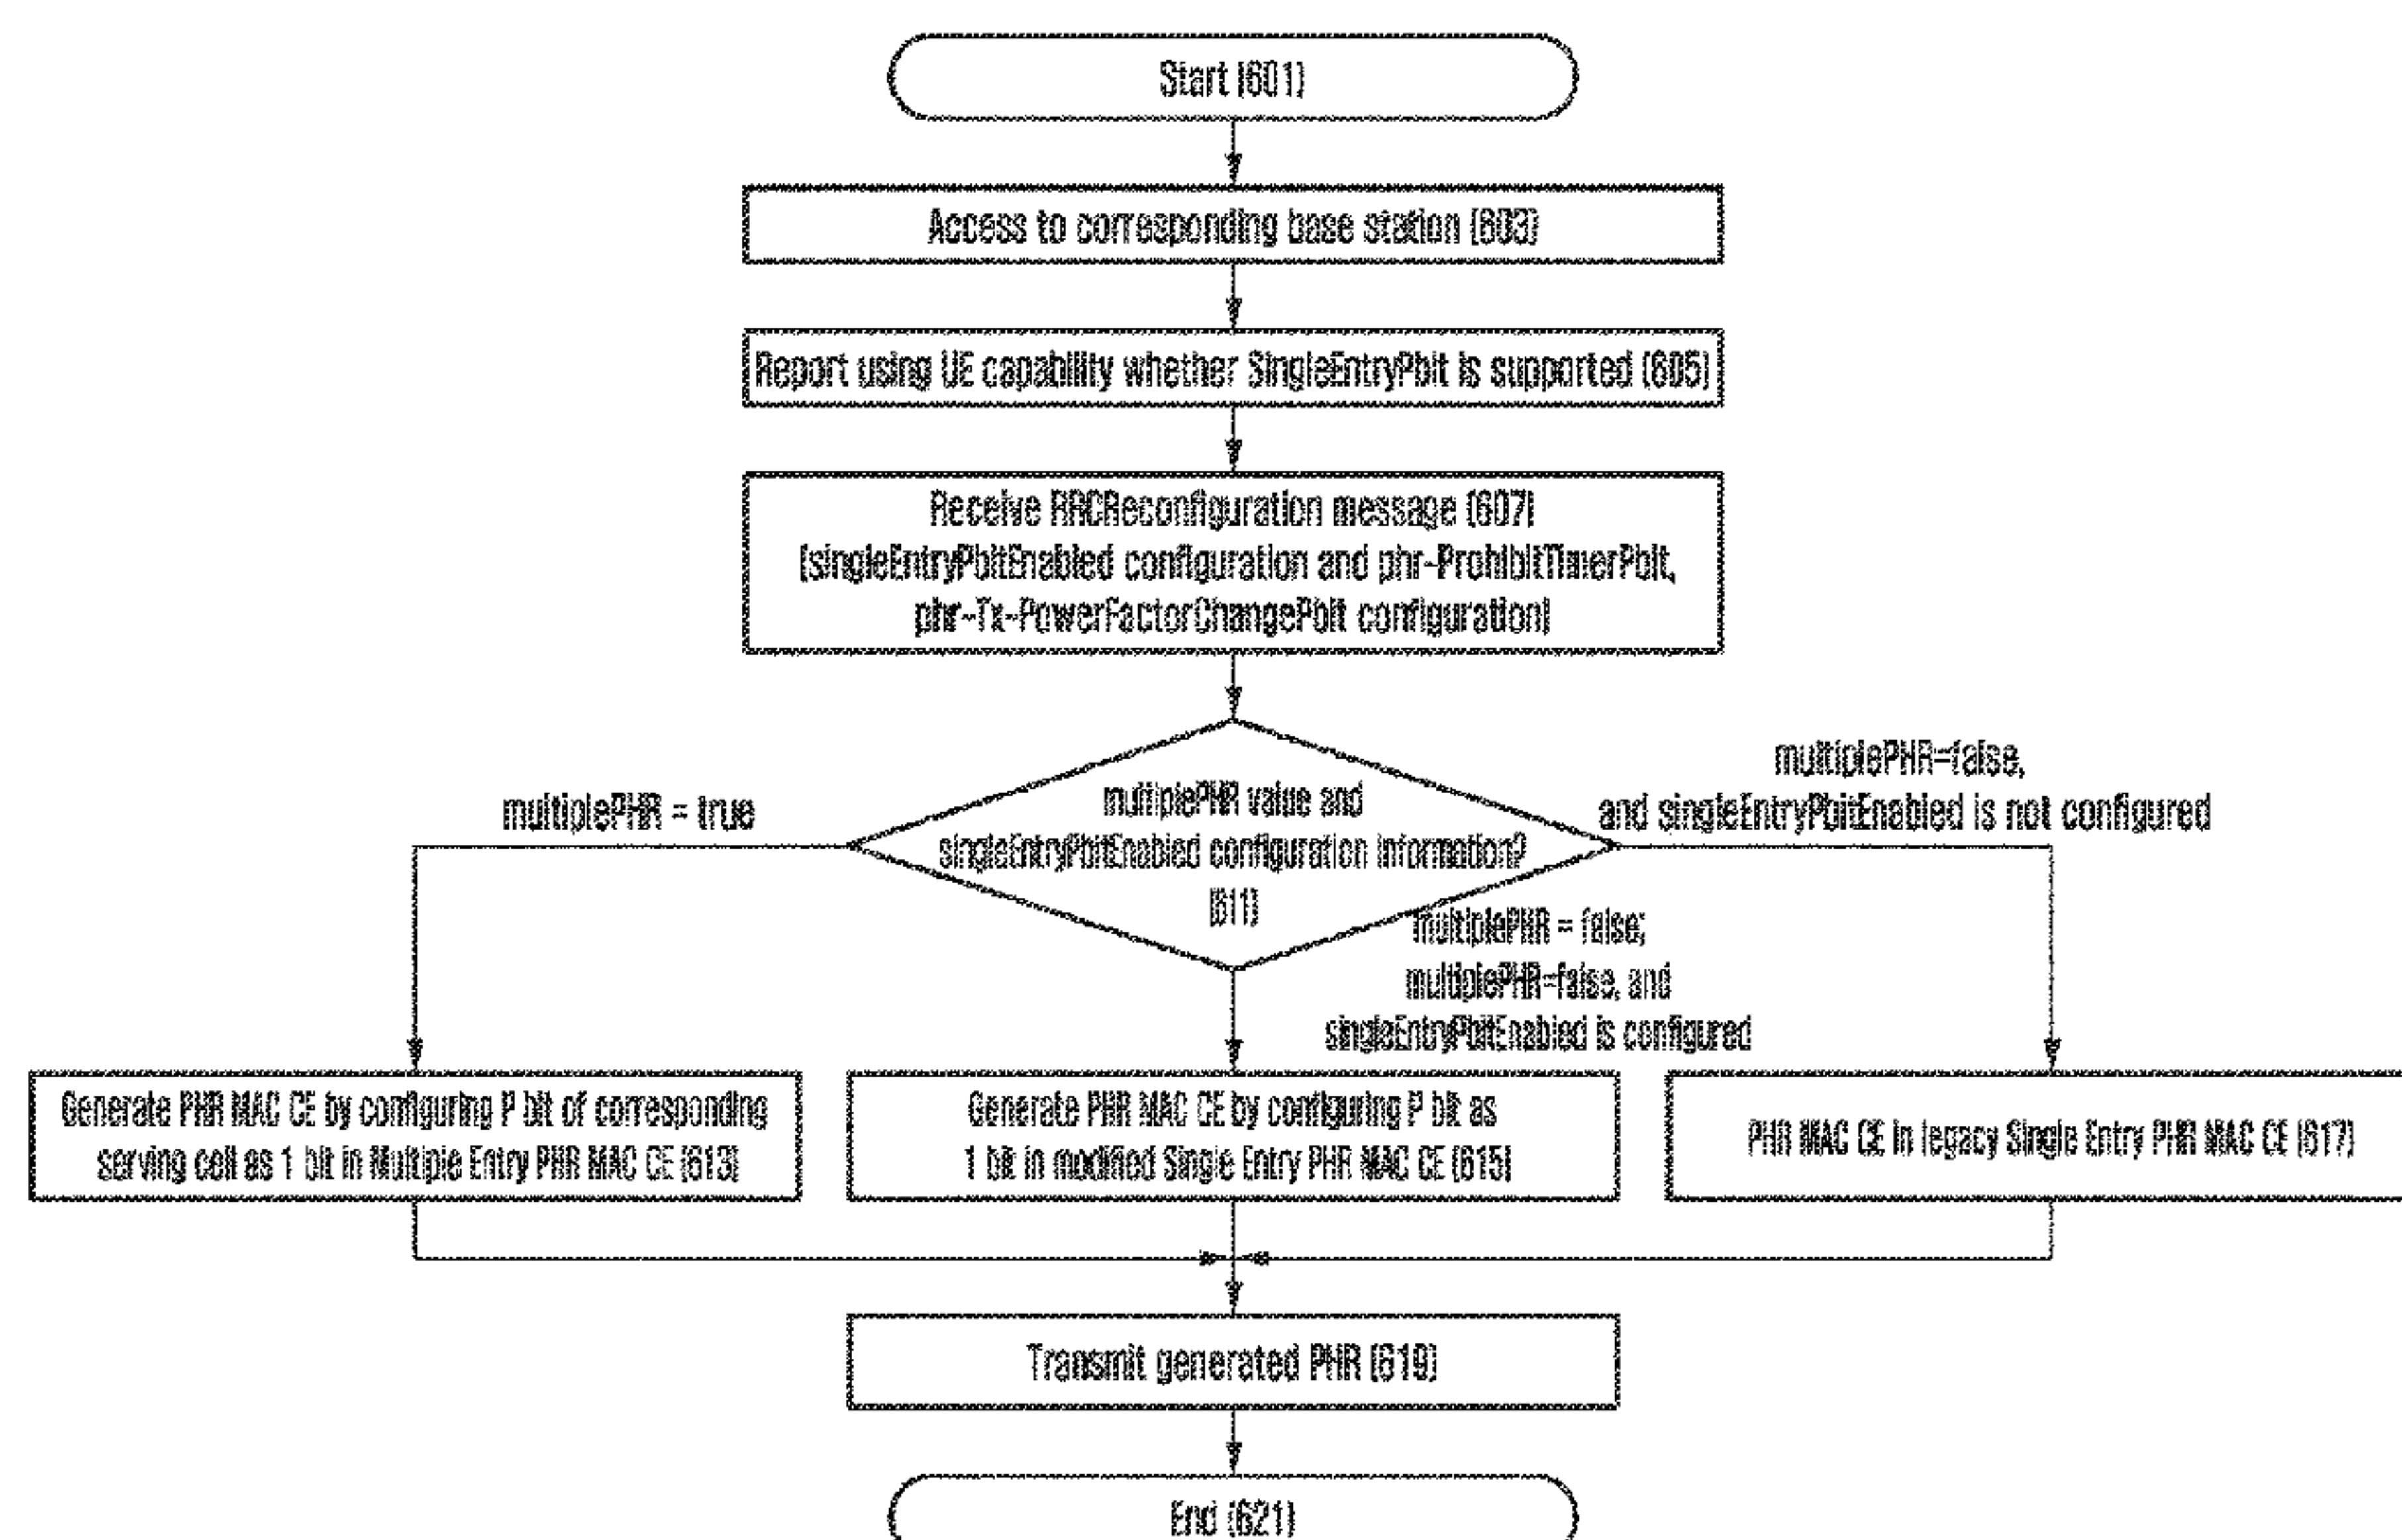 Start (601)
Access to corresponding base station (603)
Report using UE capability whether SingleEntryPbit is supported (605)
Receive RRCReconfiguration message (607)
(singleEntryPbitEnabled configuration and phr-ProhibitTimerPbit,
phr-Tx-PowerFactorChangePbit configuration)
multiplePHR = true
multiplePHR value and
singleEntryPbitEnabled configuration information?
(611)
multiplePHR=false,
and singleEntryPbitEnabled is not configured
multiplePHR = false;
multiplePHR=false, and
singleEntryPbitEnabled is configured
Generate PHR MAC CE by configuring P bit of corresponding
serving cell as 1 bit in Multiple Entry PHR MAC CE (613)
Generate PHR MAC CE by configuring P bit as
1 bit in modified Single Entry PHR MAC CE (615)
PHR MAC CE in legacy Single Entry PHR MAC CE (617)
Transmit generated PHR (619)
End (621)